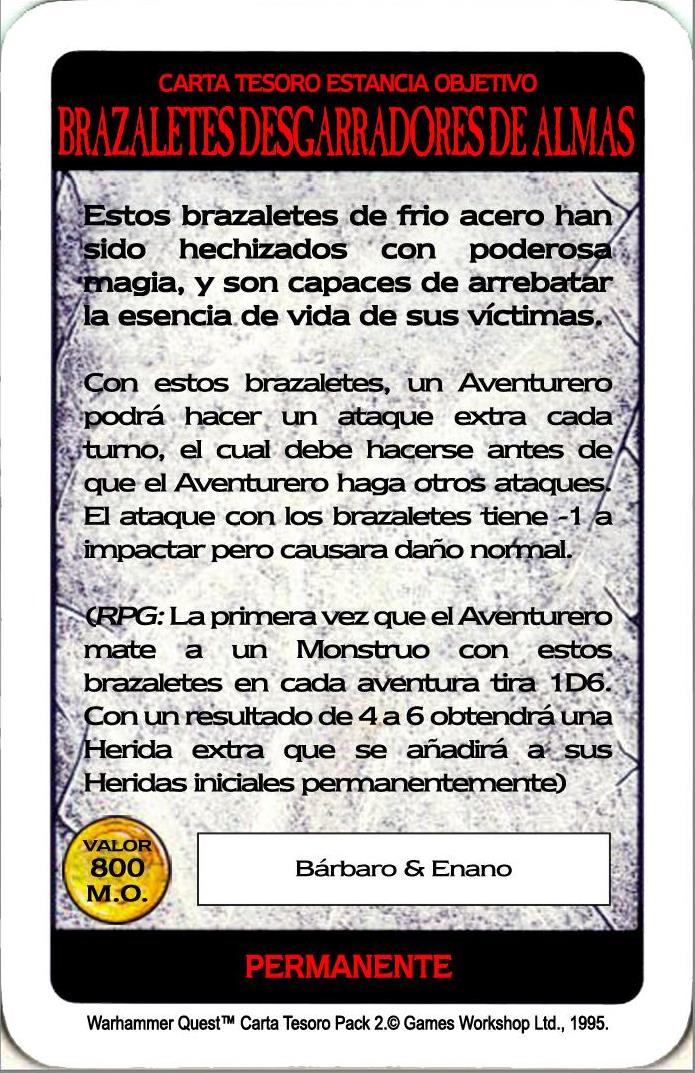 CARTA TESORO ESTANCIA OBJETIVO
BRAZALETES DESGARRADORES DE ALMAS
Estos brazaletes de frio acero han
sido hechizados con poderosa
magia, y son capaces de arrebatar
la esencia de vida de sus víctimas.
Con estos brazaletes, un Aventurero
podrá hacer un ataque extra cada
turno, el cual debe hacerse antes de
que el Aventurero haga otros ataques.
El ataque con los brazaletes tiene -1 a
impactar pero causara daño normal.
(RPG: La primera vez que el Aventurero
mate a un Monstruo con estos
brazaletes en cada aventura tira 1D6.
Con un resultado de 4 a 6 obtendrá una
Herida extra que se añadirá a sus
Heridas iniciales permanentemente)
VALOR
800
M.O.
Bárbaro & Enano
PERMANENTE
Warhammer Quest™ Carta Tesoro Pack 2.© Games Workshop Ltd., 1995.